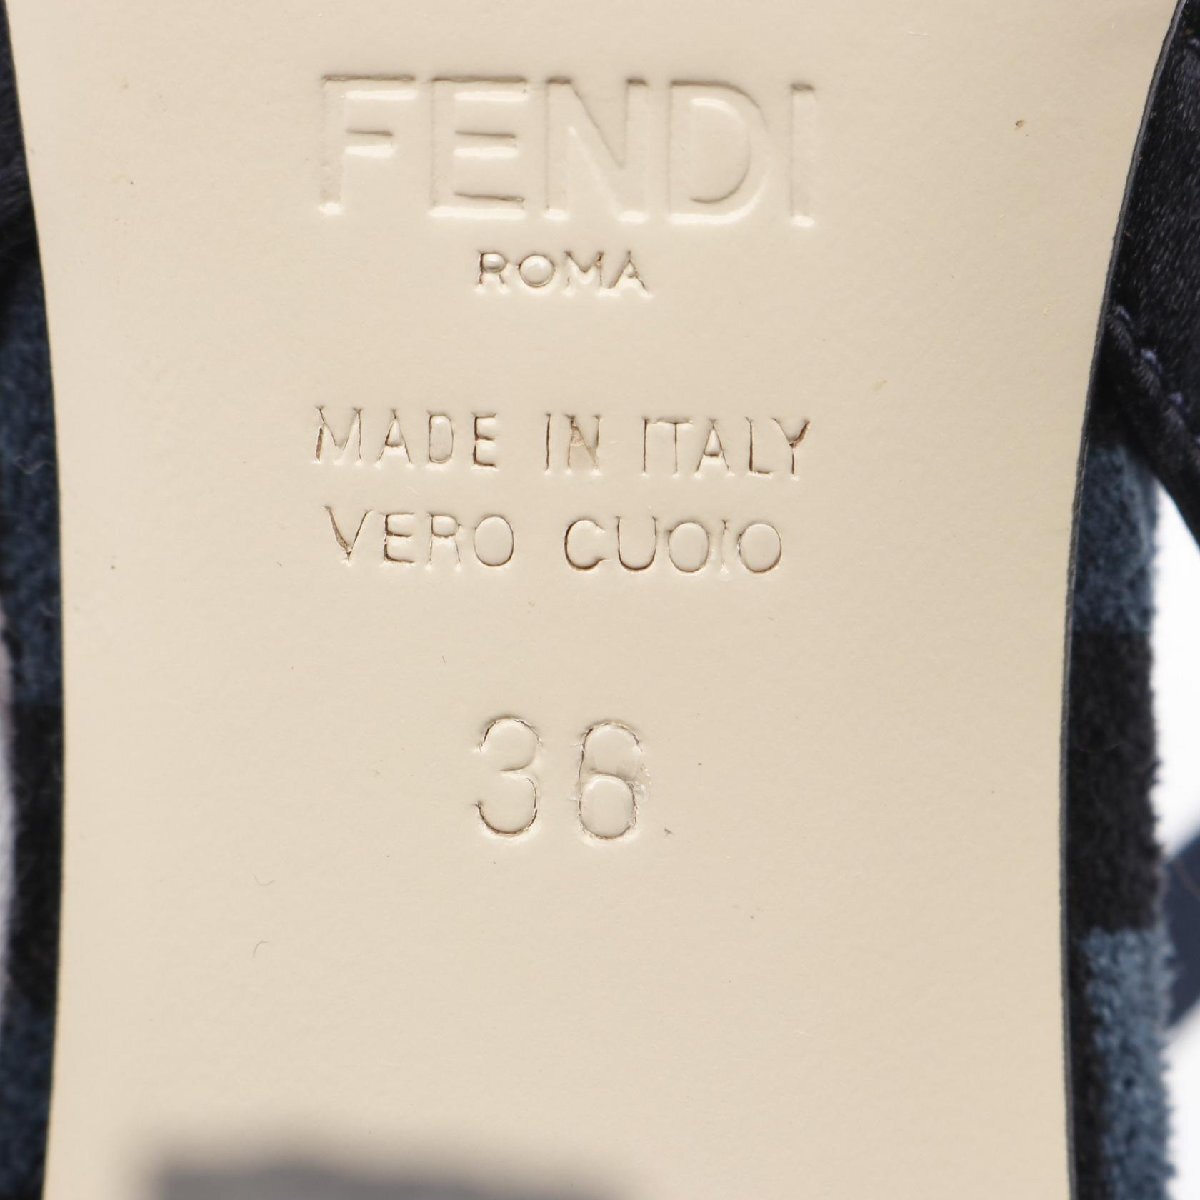 FENDI
ROMA
MADE IN ITALY
VERO CUOIO
36